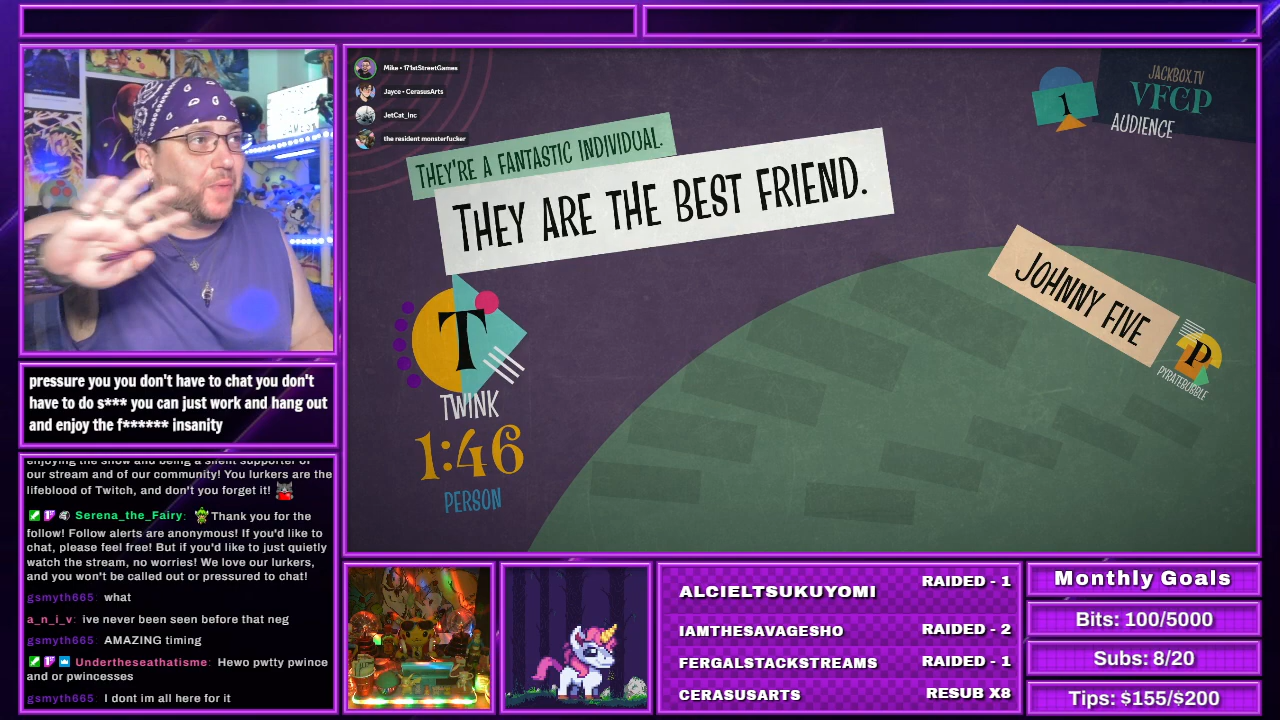 Mike • 171stStreetGames
Jayce • CerasusArts
JetCat_Inc
the resident monsterfucker
JACKBOX.TV
VFCP
AUDIENCE
1
THEY'RE A FANTASTIC INDIVIDUAL.
THEY ARE THE BEST FRIEND.
JOHNNY FIVE
P
PYRATEBUBBLE
T
TWINK
1:46
PERSON
pressure you you don't have to chat you don't
have to do s*** you can just work and hang out
and enjoy the f****** insanity
enjoying the show and being a silent supporter of
our stream and of our community! You lurkers are the
lifeblood of Twitch, and don't you forget it!
Serena_the_Fairy: Thank you for the
follow! Follow alerts are anonymous! If you'd like to
chat, please feel free! But if you'd like to just quietly
watch the stream, no worries! We love our lurkers,
and you won't be called out or pressured to chat!
gsmyth665: what
a_n_i_v: ive never been seen before that neg
gsmyth665: AMAZING timing
Undertheseathatisme: Hewo pwtty pwince
and or pwincesses
gsmyth665: I dont im all here for it
ALCIELTSUKUYOMI RAIDED - 1
IAMTHESAVAGESHO RAIDED - 2
FERGALSTACKSTREAMS RAIDED - 1
CERASUSARTS RESUB X8
Monthly Goals
Bits: 100/5000
Subs: 8/20
Tips: $155/$200